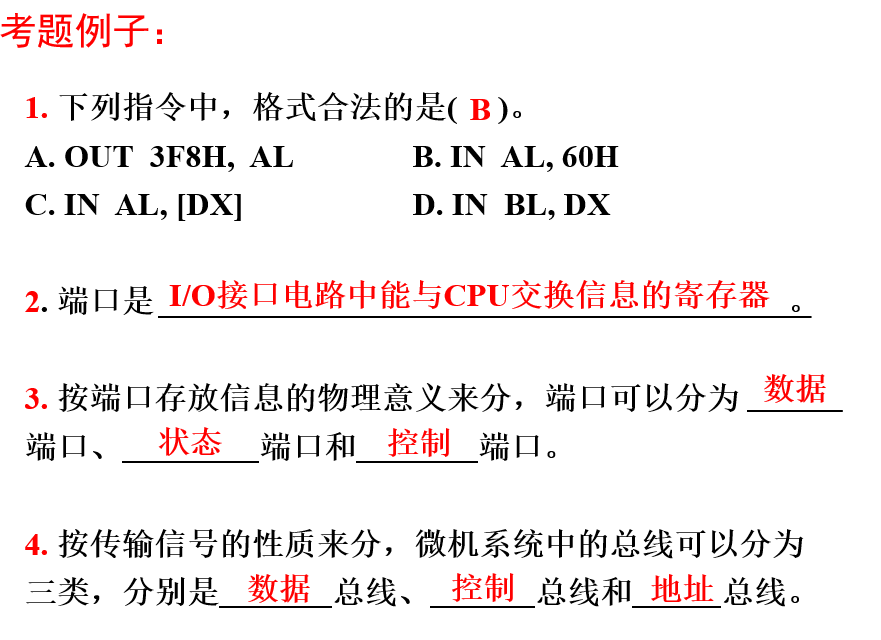 考题例子：
1. 下列指令中，格式合法的是( B )。
A. OUT 3F8H, AL B. IN AL, 60H
C. IN AL, [DX] D. IN BL, DX
2. 端口是 I/O接口电路中能与CPU交换信息的寄存器 。
3. 按端口存放信息的物理意义来分，端口可以分为 数据
端口、 状态 端口和 控制 端口。
4. 按传输信号的性质来分，微机系统中的总线可以分为
三类，分别是 数据 总线、 控制 总线和 地址 总线。